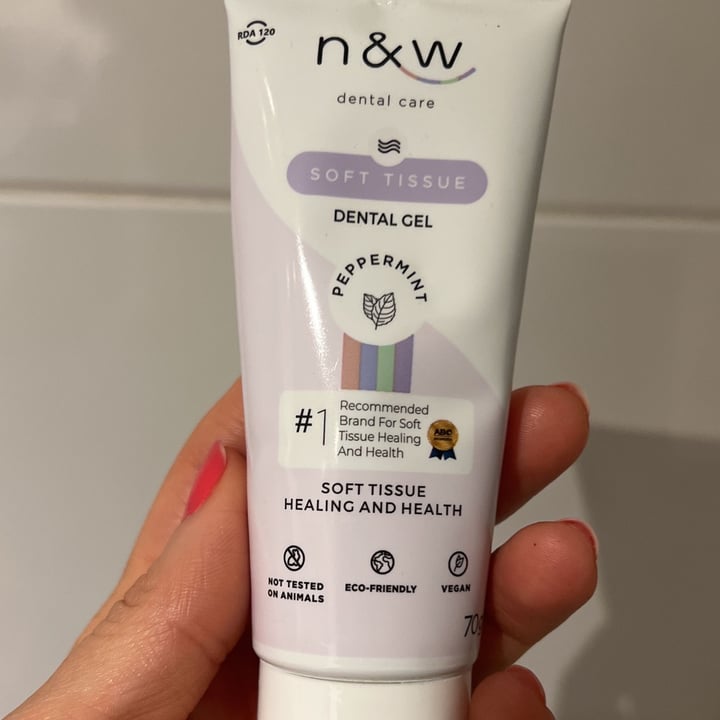 RDA 120
n&w
dental care
SOFT TISSUE
DENTAL GEL
PEPPERMINT
#1
Recommended
Brand For Soft
Tissue Healing
And Health
ABC
SOFT TISSUE
HEALING AND HEALTH
NOT TESTED
ON ANIMALS
ECO-FRIENDLY
VEGAN
70g